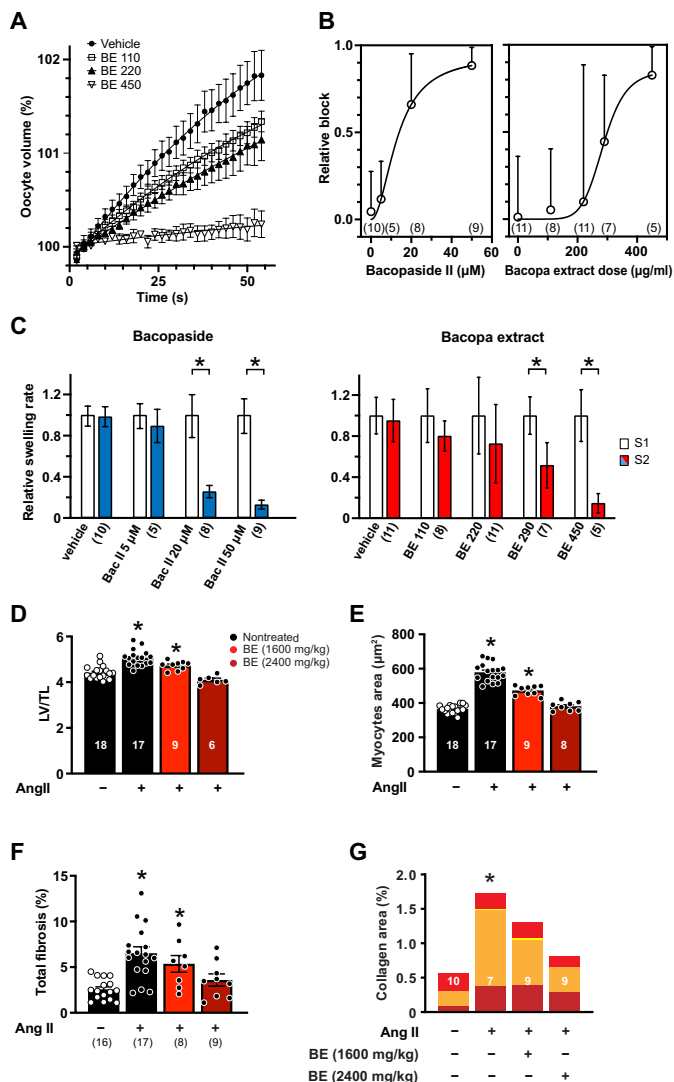 A
Vehicle
BE 110
BE 220
BE 450
102
101
100
Oocyte volume (%)
0 25 50
Time (s)
B
1.0
0.5
0.0
Relative block
(10) (5) (8) (9)
0 20 40
Bacopaside II (µM)
(11) (8) (11) (7) (5)
0 200 400
Bacopa extract dose (µg/ml)
C
Bacopaside
Relative swelling rate
1.2
0.8
0.4
0
* *
vehicle (10)
Bac II 5 µM (5)
Bac II 20 µM (8)
Bac II 50 µM (9)
Bacopa extract
1.2
0.8
0.4
0
* *
S1
S2
vehicle (11)
BE 110 (8)
BE 220 (11)
BE 290 (7)
BE 450 (5)
D
LV/TL
6
4
2
0
* *
Nontreated
BE (1600 mg/kg)
BE (2400 mg/kg)
18 17 9 6
AngII − + + +
E
Myocytes area (µm²)
800
600
400
200
0
* *
18 17 9 8
AngII − + + +
F
Total fibrosis (%)
15
10
5
0
* *
Ang II − + + +
(16) (17) (8) (9)
G
Collagen area (%)
2.0
1.5
1.0
0.5
0
*
10 7 9 9
Ang II − + + +
BE (1600 mg/kg) − − + −
BE (2400 mg/kg) − − − +